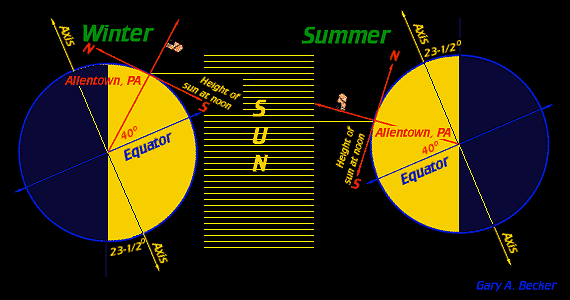 Winter
Axis
N
Allentown, PA
Height of
sun at noon
S
40°
Equator
23-1/2°
Axis
S
U
N
Summer
Axis
23-1/2°
N
Allentown, PA
40°
Height of
sun at noon
Equator
S
Axis
Gary A. Becker